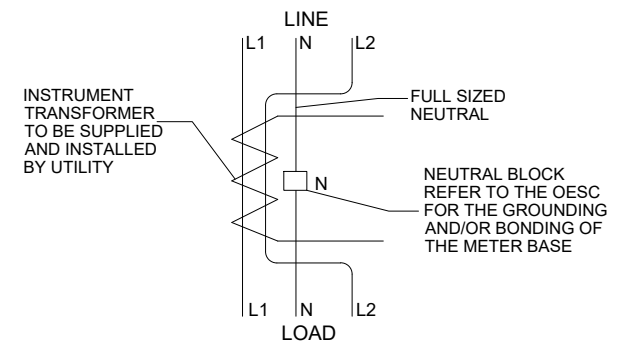 LINE
L1 N L2
INSTRUMENT
TRANSFORMER
TO BE SUPPLIED
AND INSTALLED
BY UTILITY
FULL SIZED
NEUTRAL
N
NEUTRAL BLOCK
REFER TO THE OESC
FOR THE GROUNDING
AND/OR BONDING OF
THE METER BASE
L1 N L2
LOAD